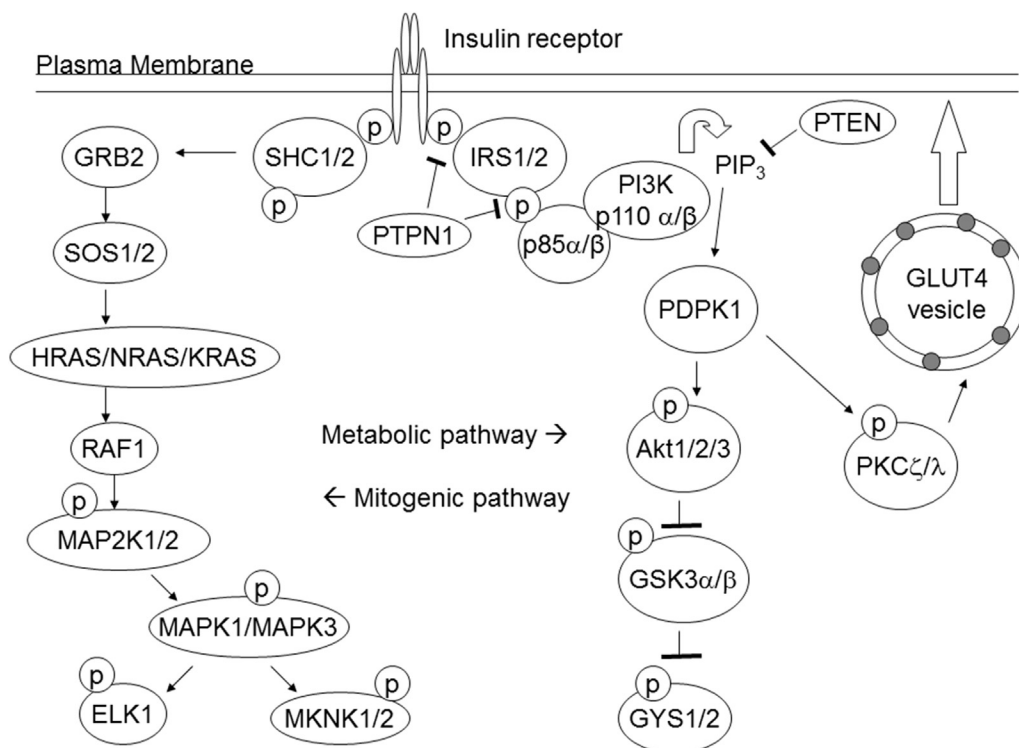 Insulin receptor
Plasma Membrane
p
p
PTEN
GRB2
SHC1/2
IRS1/2
PIP3
p
p
PI3K
p110 α/β
PTPN1
p85α/β
SOS1/2
GLUT4
vesicle
PDPK1
HRAS/NRAS/KRAS
p
p
RAF1
Metabolic pathway →
Akt1/2/3
PKCζ/λ
← Mitogenic pathway
p
MAP2K1/2
p
GSK3α/β
p
MAPK1/MAPK3
p
p
p
ELK1
MKNK1/2
GYS1/2